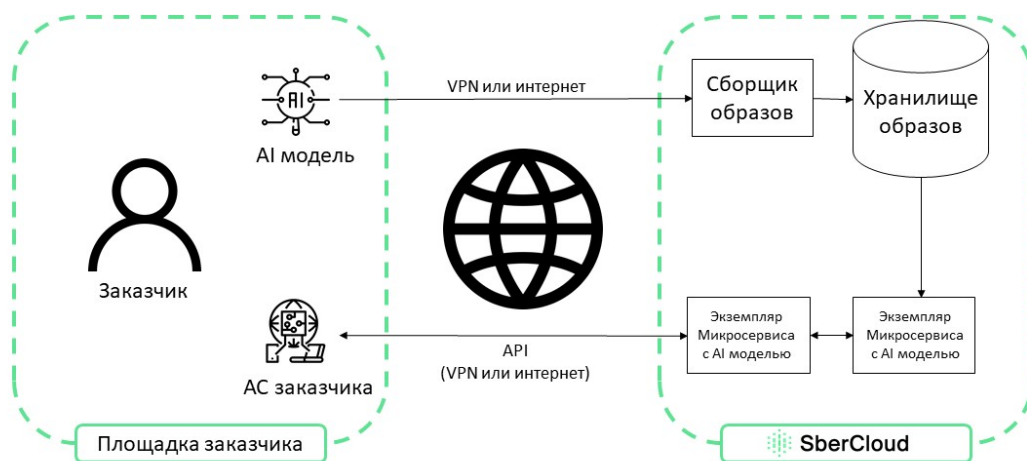 AI
AI модель
Заказчик
АС заказчика
Площадка заказчика
VPN или интернет
API
(VPN или интернет)
Сборщик
образов
Хранилище
образов
Экземпляр
Микросервиса
с AI моделью
Экземпляр
Микросервиса
с AI моделью
SberCloud